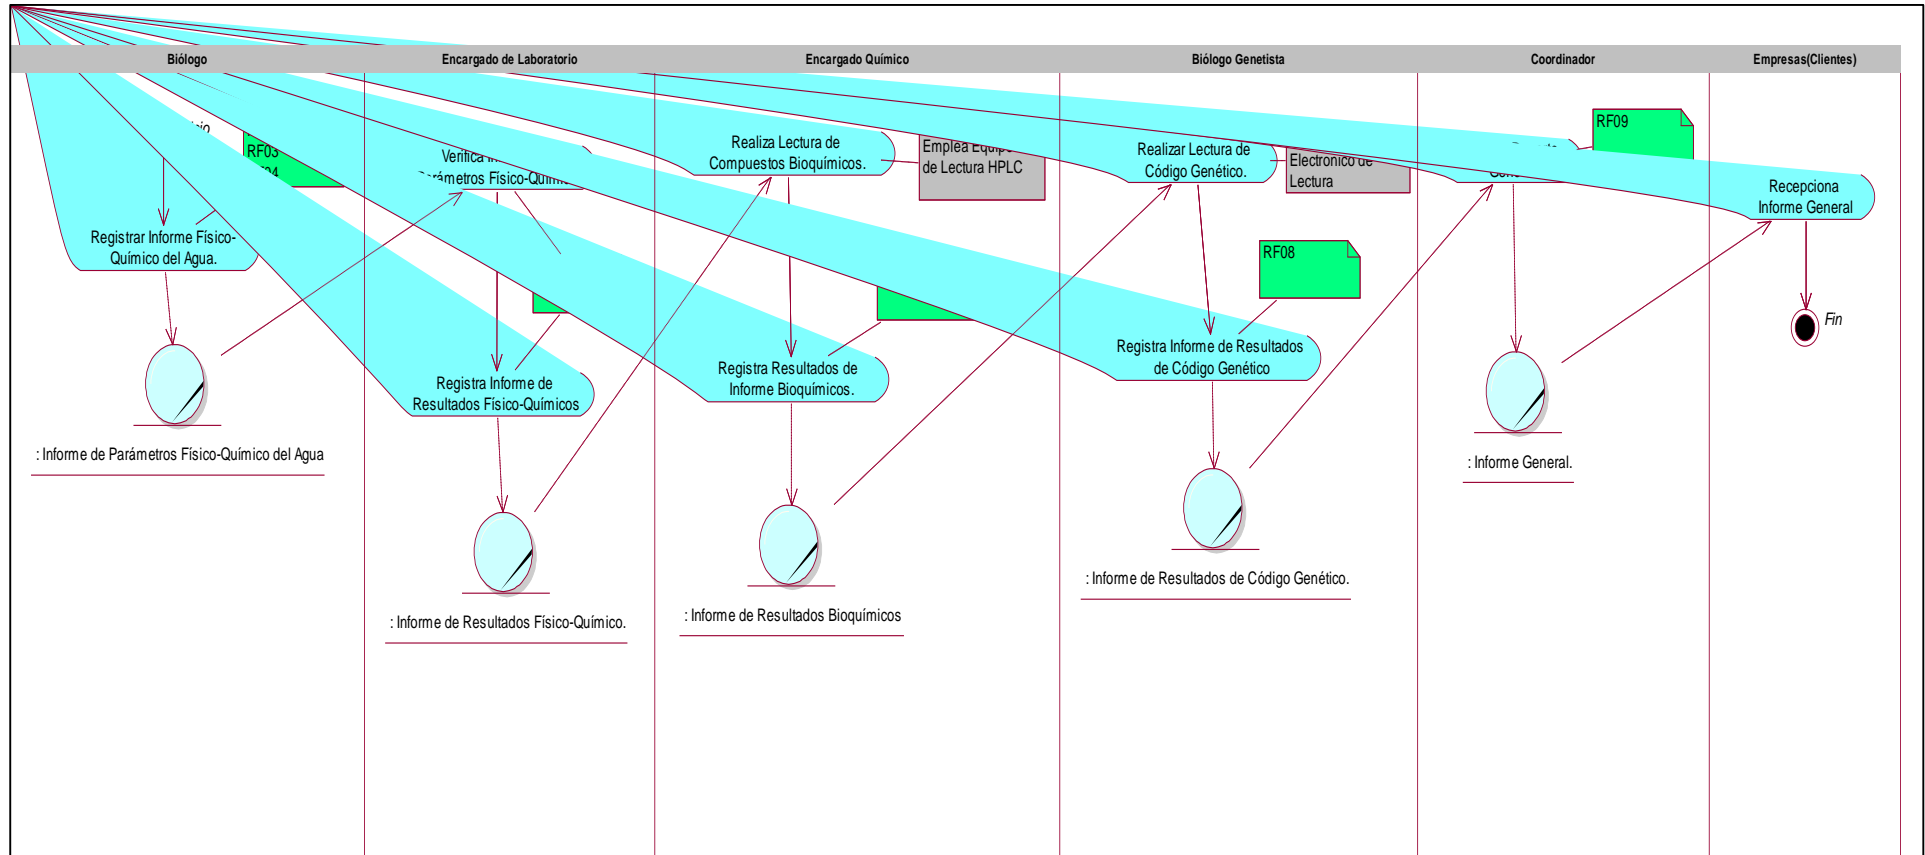 Biólogo
Encargado de Laboratorio
Encargado Químico
Biólogo Genetista
Coordinador
Empresas(Clientes)
RF03
Registrar Informe Físico-
Químico del Agua.
: Informe de Parámetros Físico-Químico del Agua
Verifica
Registra Informe de
Resultados Físico-Químicos
: Informe de Resultados Físico-Químico.
Realiza Lectura de
Compuestos Bioquímicos.
Emplea
de Lectura HPLC
Registra Resultados de
Informe Bioquímicos.
: Informe de Resultados Bioquímicos
Realizar Lectura de
Código Genético.
Electronico de
Lectura
RF08
Registra Informe de Resultados
de Código Genético
: Informe de Resultados de Código Genético.
RF09
: Informe General.
Recepciona
Informe General
Fin